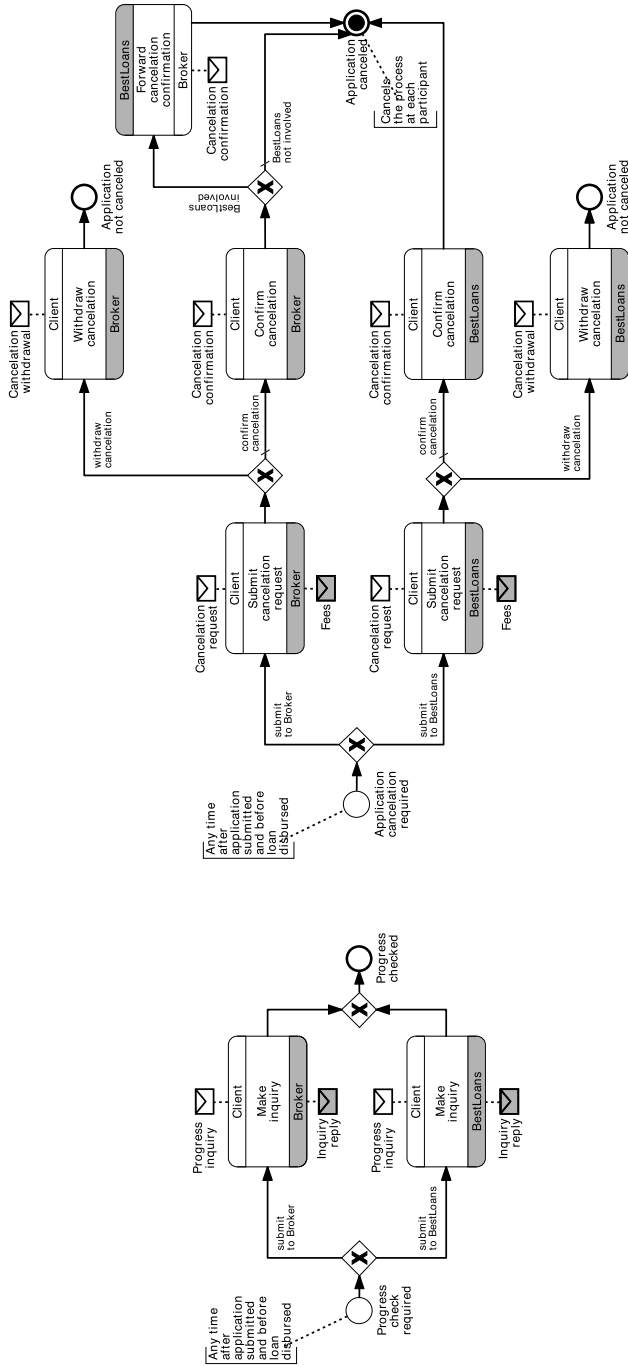 Any time
after
application
submitted
and before
loan
disbursed
Progress
check
required
submit
to Broker
submit
to BestLoans
Progress
inquiry
Client
Make
inquiry
Broker
Inquiry
reply
Progress
inquiry
Client
Make
inquiry
BestLoans
Inquiry
reply
Progress
checked
Any time
after
application
submitted
and before
loan
disbursed
Application
cancelation
required
submit
to Broker
submit
to BestLoans
Cancelation
request
Client
Submit
cancelation
request
Broker
Fees
Cancelation
request
Client
Submit
cancelation
request
BestLoans
Fees
withdraw
cancelation
confirm
cancelation
confirm
cancelation
withdraw
cancelation
Cancelation
withdrawal
Client
Withdraw
cancelation
Broker
Application
not canceled
Cancelation
confirmation
Client
Confirm
cancelation
Broker
BestLoans
involved
BestLoans
not involved
BestLoans
Forward
cancelation
confirmation
Broker
Cancelation
confirmation
Application
canceled
Cancels
the process
at each
participant
Cancelation
confirmation
Client
Confirm
cancelation
BestLoans
Cancelation
withdrawal
Client
Withdraw
cancelation
BestLoans
Application
not canceled